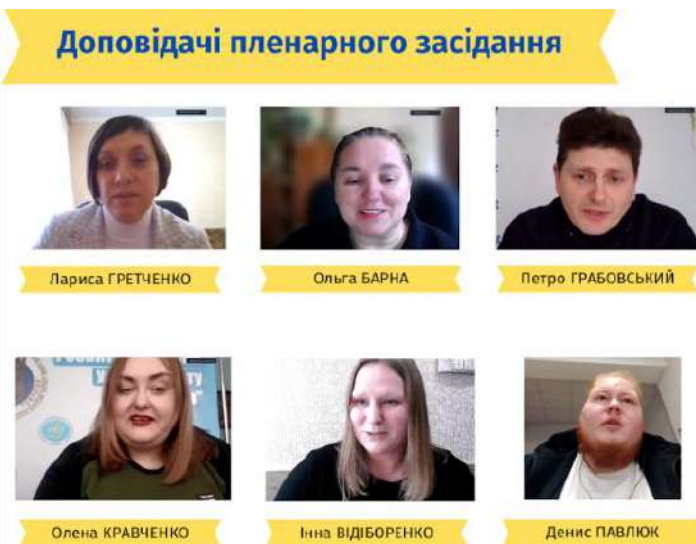 Доповідачі пленарного засідання
Лариса ГРЕТЧЕНКО
Ольга БАРНА
Петро ГРАБОВСЬКИЙ
Олена КРАВЧЕНКО
Інна ВІДІБОРЕНКО
Денис ПАВЛЮК